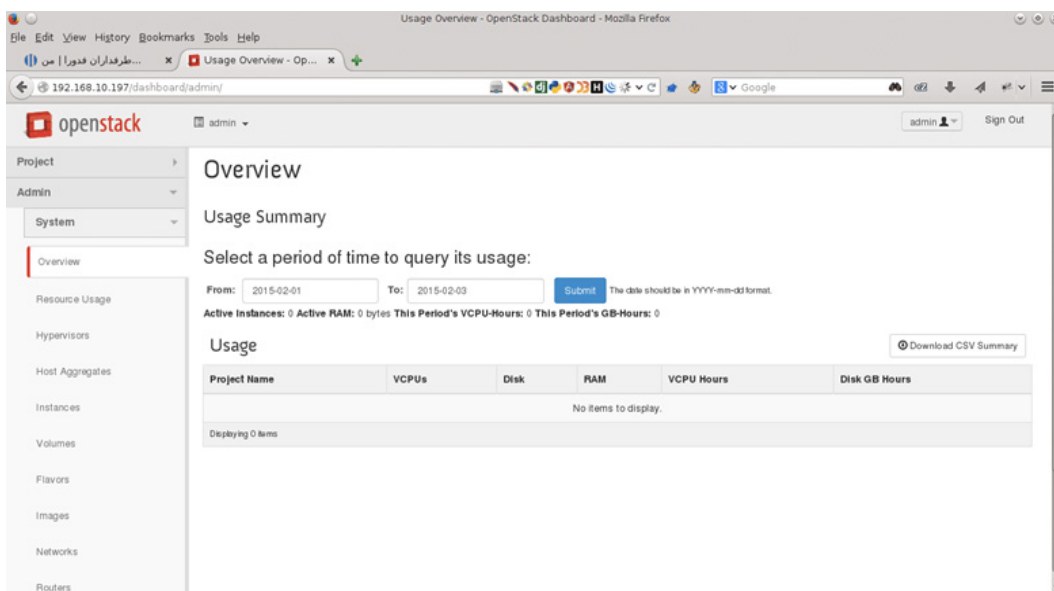 Usage Overview - OpenStack Dashboard - Mozilla Firefox
File Edit View History Bookmarks Tools Help
طرفداران فدورا | من...
Usage Overview - Op...
192.168.10.197/dashboard/admin/
Google
openstack
admin
admin
Sign Out
Project
Admin
System
Overview
Resource Usage
Hypervisors
Host Aggregates
Instances
Volumes
Flavors
Images
Networks
Routers
Overview
Usage Summary
Select a period of time to query its usage:
From: 2015-02-01 To: 2015-02-03 Submit The date should be in YYYY-mm-dd format.
Active Instances: 0 Active RAM: 0 bytes This Period's VCPU-Hours: 0 This Period's GB-Hours: 0
Usage
Download CSV Summary
Project Name VCPUs Disk RAM VCPU Hours Disk GB Hours
No items to display.
Displaying 0 items